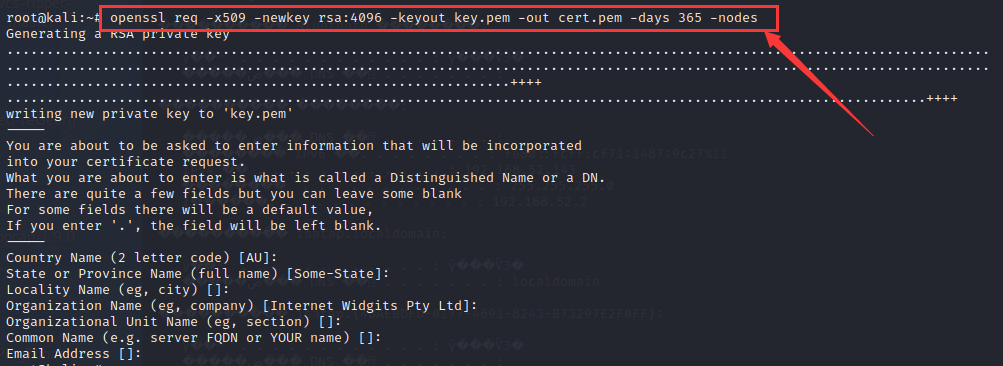 root@kali:~# openssl req -x509 -newkey rsa:4096 -keyout key.pem -out cert.pem -days 365 -nodes
Generating a RSA private key
.............................................................................................................................
.............................................................................................................................
................................................................++++
.....................................................................................................................++++
writing new private key to 'key.pem'
-----
You are about to be asked to enter information that will be incorporated
into your certificate request.
What you are about to enter is what is called a Distinguished Name or a DN.
There are quite a few fields but you can leave some blank
For some fields there will be a default value,
If you enter '.', the field will be left blank.
-----
Country Name (2 letter code) [AU]:
State or Province Name (full name) [Some-State]:
Locality Name (eg, city) []:
Organization Name (eg, company) [Internet Widgits Pty Ltd]:
Organizational Unit Name (eg, section) []:
Common Name (e.g. server FQDN or YOUR name) []:
Email Address []: